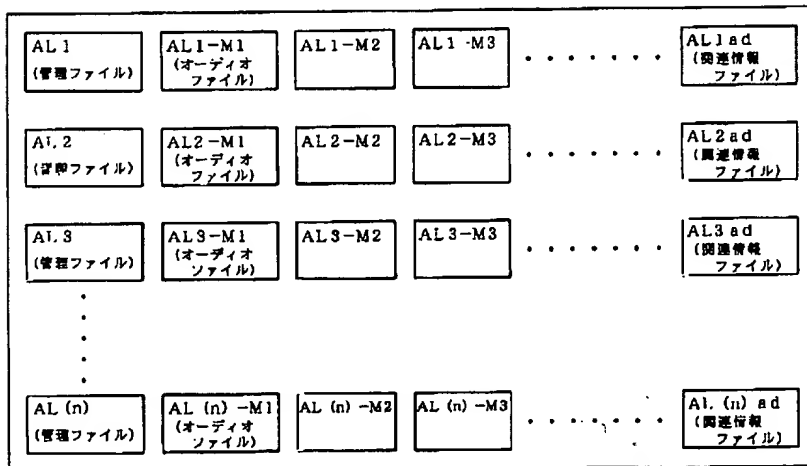 AL1
(管理ファイル)
AL1-M1
(オーディオ
ファイル)
AL1-M2
AL1-M3
AL1ad
(関連情報
ファイル)
AL2
(管理ファイル)
AL2-M1
(オーディオ
ファイル)
AL2-M2
AL2-M3
AL2ad
(関連情報
ファイル)
AL3
(管理ファイル)
AL3-M1
(オーディオ
ファイル)
AL3-M2
AL3-M3
AL3ad
(関連情報
ファイル)
AL(n)
(管理ファイル)
AL(n)-M1
(オーディオ
ファイル)
AL(n)-M2
AL(n)-M3
AL(n)ad
(関連情報
ファイル)